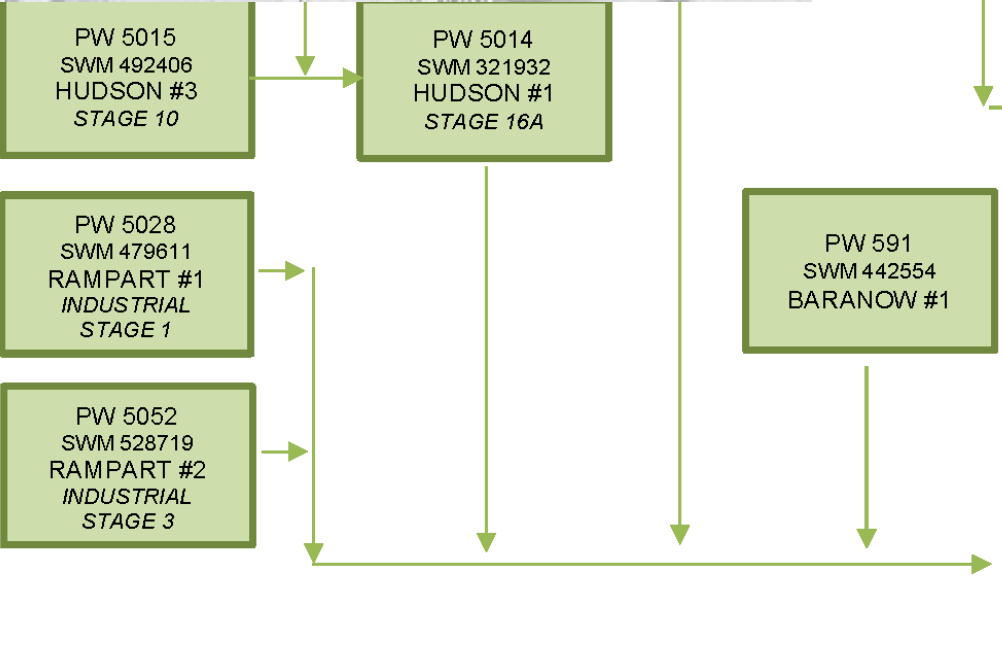 PW 5015
SWM 492406
HUDSON #3
STAGE 10
PW 5014
SWM 321932
HUDSON #1
STAGE 16A
PW 5028
SWM 479611
RAMPART #1
INDUSTRIAL
STAGE 1
PW 591
SWM 442554
BARANOW #1
PW 5052
SWM 528719
RAMPART #2
INDUSTRIAL
STAGE 3